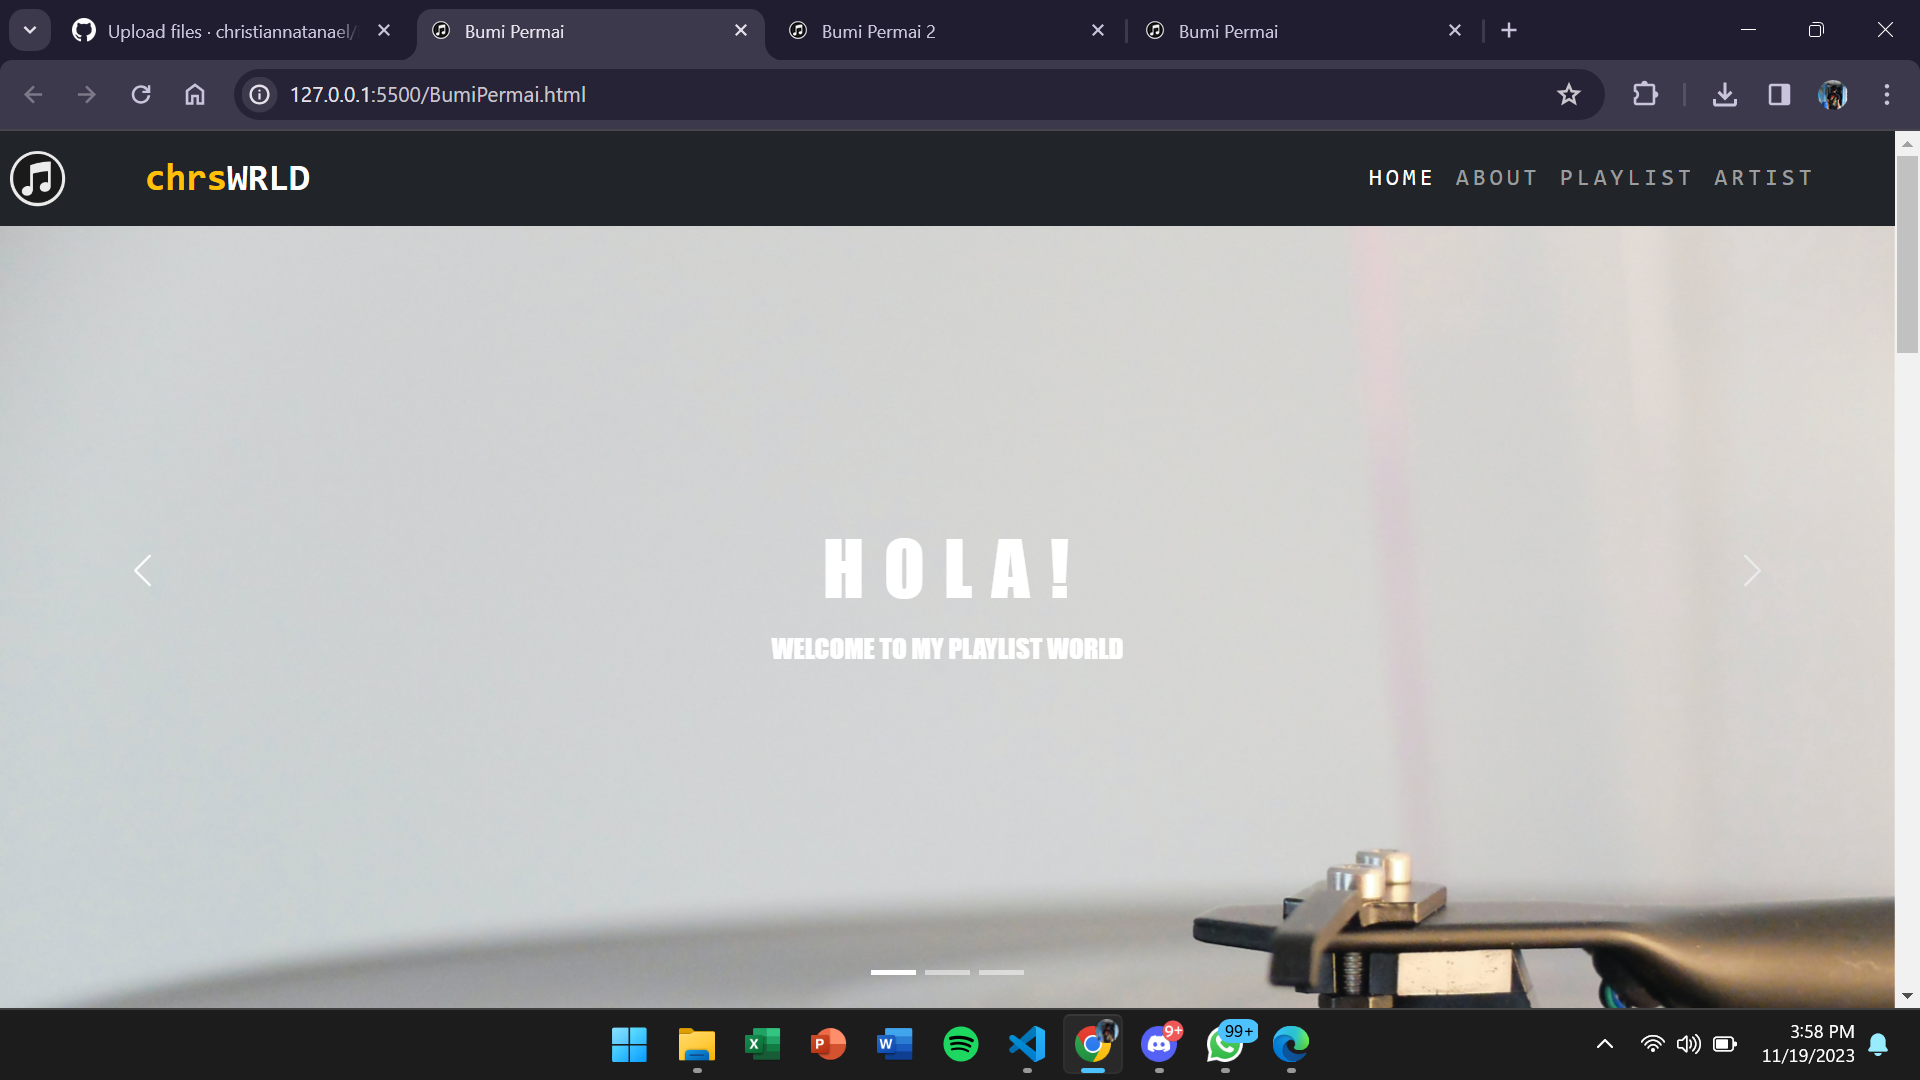 Upload files · christiannatanael/
Bumi Permai
Bumi Permai 2
Bumi Permai
127.0.0.1:5500/BumiPermai.html
chrsWRLD
HOME ABOUT PLAYLIST ARTIST
HOLA!
WELCOME TO MY PLAYLIST WORLD
X
P
W
9+
99+
3:58 PM
11/19/2023